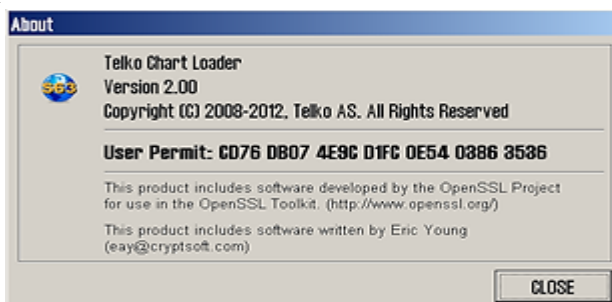 About
S63
Telko Chart Loader
Version 2.00
Copyright (C) 2008-2012, Telko AS. All Rights Reserved
User Permit: CD76 DB07 4E9C D1FC 0E54 0386 3536
This product includes software developed by the OpenSSL Project
for use in the OpenSSL Toolkit. (http://www.openssl.org/)
This product includes software written by Eric Young
(eay@cryptsoft.com)
CLOSE